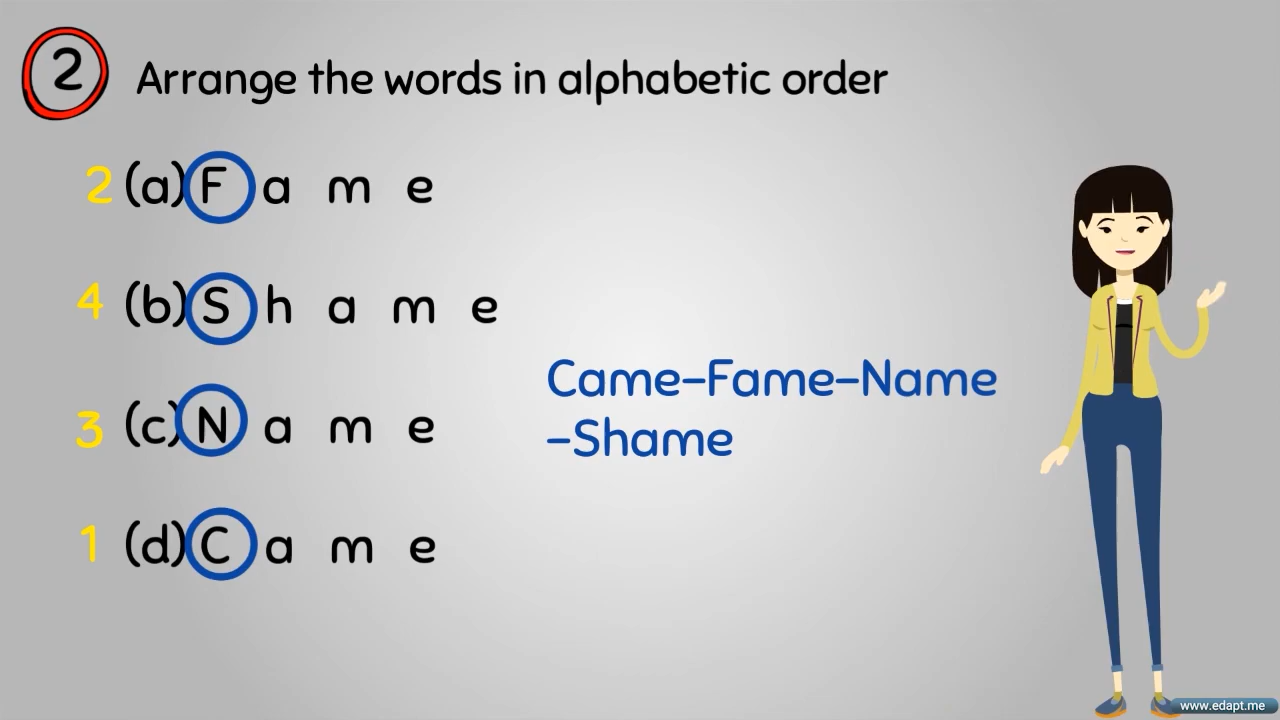 2 Arrange the words in alphabetic order
2 (a) F a m e
4 (b) S h a m e
3 (c) N a m e
1 (d) C a m e
Came-Fame-Name
-Shame
www.edapt.me